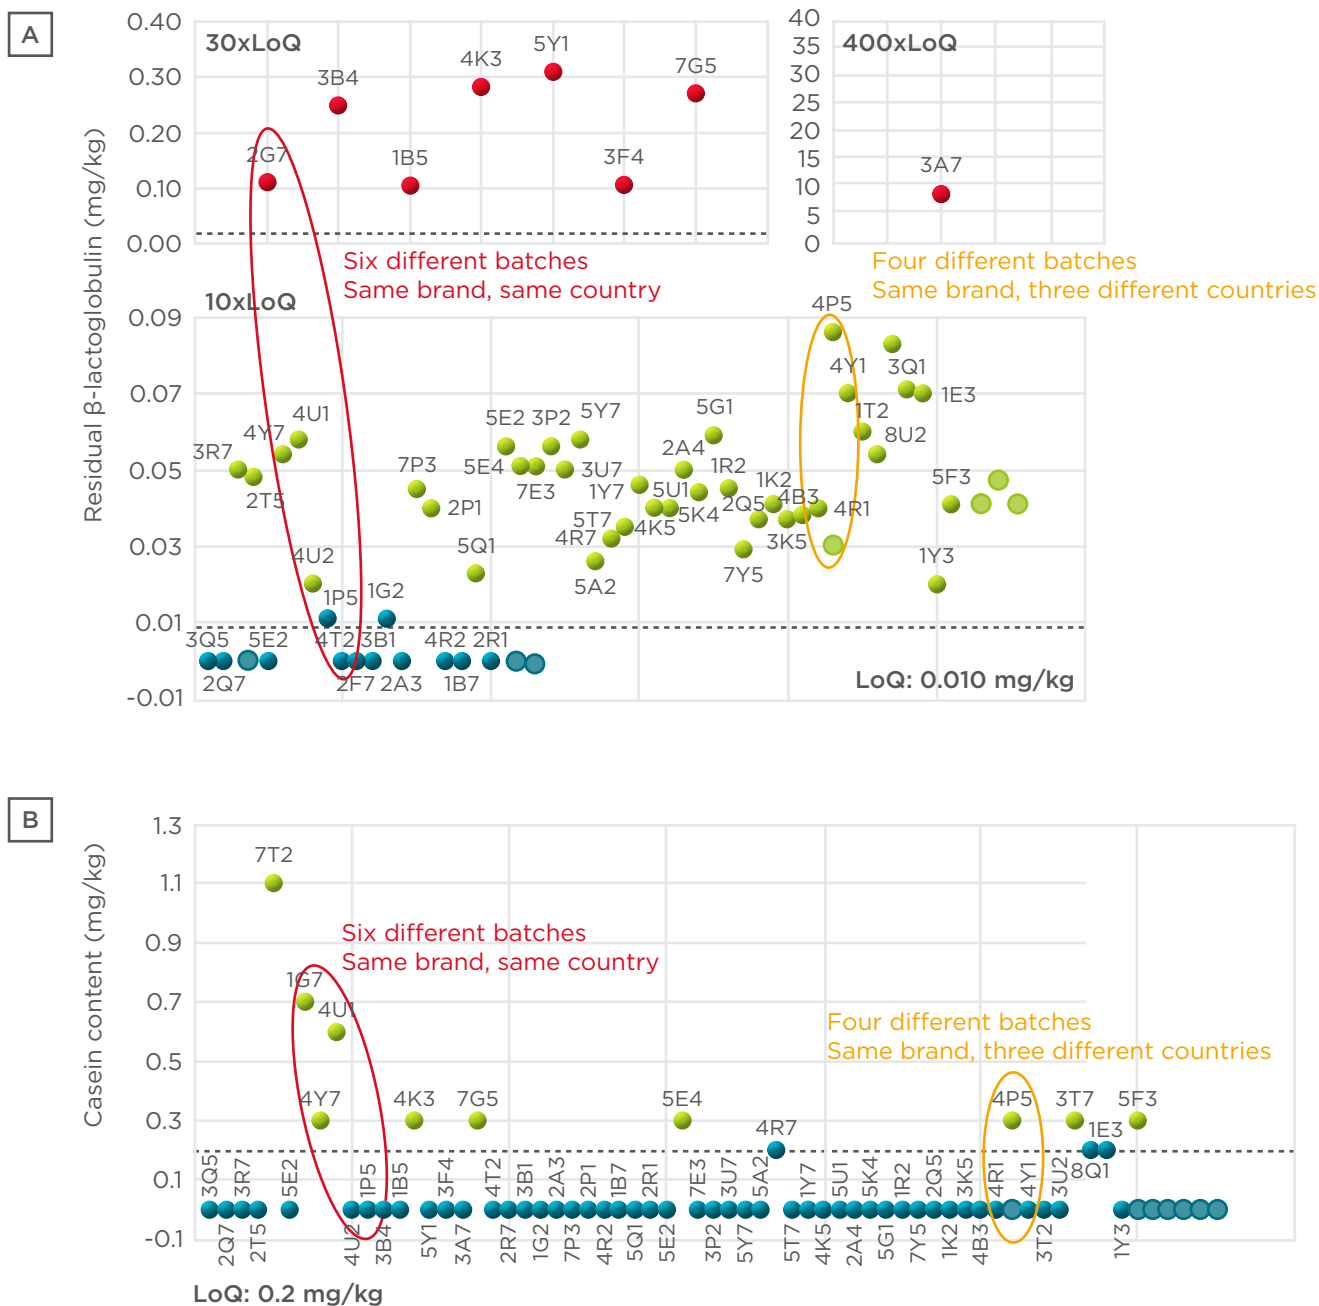 A
Residual β-lactoglobulin (mg/kg)
0.40
0.30
0.20
0.10
0.00
30xLoQ
2G7
3B4
1B5
4K3
5Y1
3F4
7G5
40
35
30
25
20
15
10
5
0
400xLoQ
3A7
Six different batches
Same brand, same country
Four different batches
Same brand, three different countries
10xLoQ
0.09
0.07
0.05
0.03
0.01
-0.01
4P5
4Y1
3Q1
1E3
1T2
8U2
5F3
1Y3
3R7
4Y7
4U1
2T5
4U2
1P5
1G2
7P3
2P1
5Q1
5E2
3P2
5Y7
5E4
7E3
3U7
1Y7
5T7
4R7
5A2
4K5
5U1
2A4
5K4
5G1
1R2
2Q5
7Y5
1K2
4B3
3K5
4R1
3Q5
2Q7
5E2
4T2
2F7
3B1
2A3
4R2
1B7
2R1
LoQ: 0.010 mg/kg
B
Casein content (mg/kg)
1.3
1.1
0.9
0.7
0.5
0.3
0.1
-0.1
7T2
Six different batches
Same brand, same country
1G7
4U1
4Y7
4K3
7G5
5E4
4R7
Four different batches
Same brand, three different countries
4P5
3T7
5F3
1E3
8Q1
3Q5
2Q7
3R7
2T5
5E2
4U2
1P5
3B4
1B5
5Y1
3F4
3A7
4T2
2R7
3B1
1G2
2A3
7P3
2P1
4R2
1B7
5Q1
2R1
5E2
7E3
3P2
3U7
5Y7
5A2
5T7
1Y7
4K5
5U1
2A4
5K4
5G1
1R2
7Y5
2Q5
1K2
3K5
4B3
4R1
4Y1
3T2
3U2
1Y3
LoQ: 0.2 mg/kg